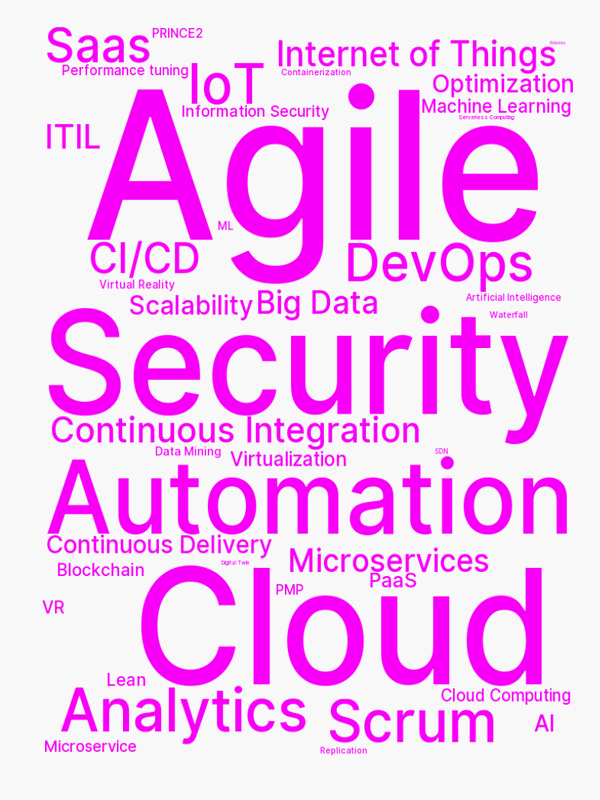 Saas
PRINCE2
Internet of Things
Performance tuning
IoT
Containerization
Optimization
Information Security
Machine Learning
Serverless Computing
ITIL
Agile
ML
CI/CD
DevOps
Virtual Reality
Scalability
Big Data
Artificial Intelligence
Waterfall
Security
Continuous Integration
Data Mining
Virtualization
SDN
Automation
Continuous Delivery
Microservices
Digital Twin
Blockchain
PaaS
PMP
VR
Cloud
Lean
Analytics
Cloud Computing
Scrum
AI
Microservice
Replication